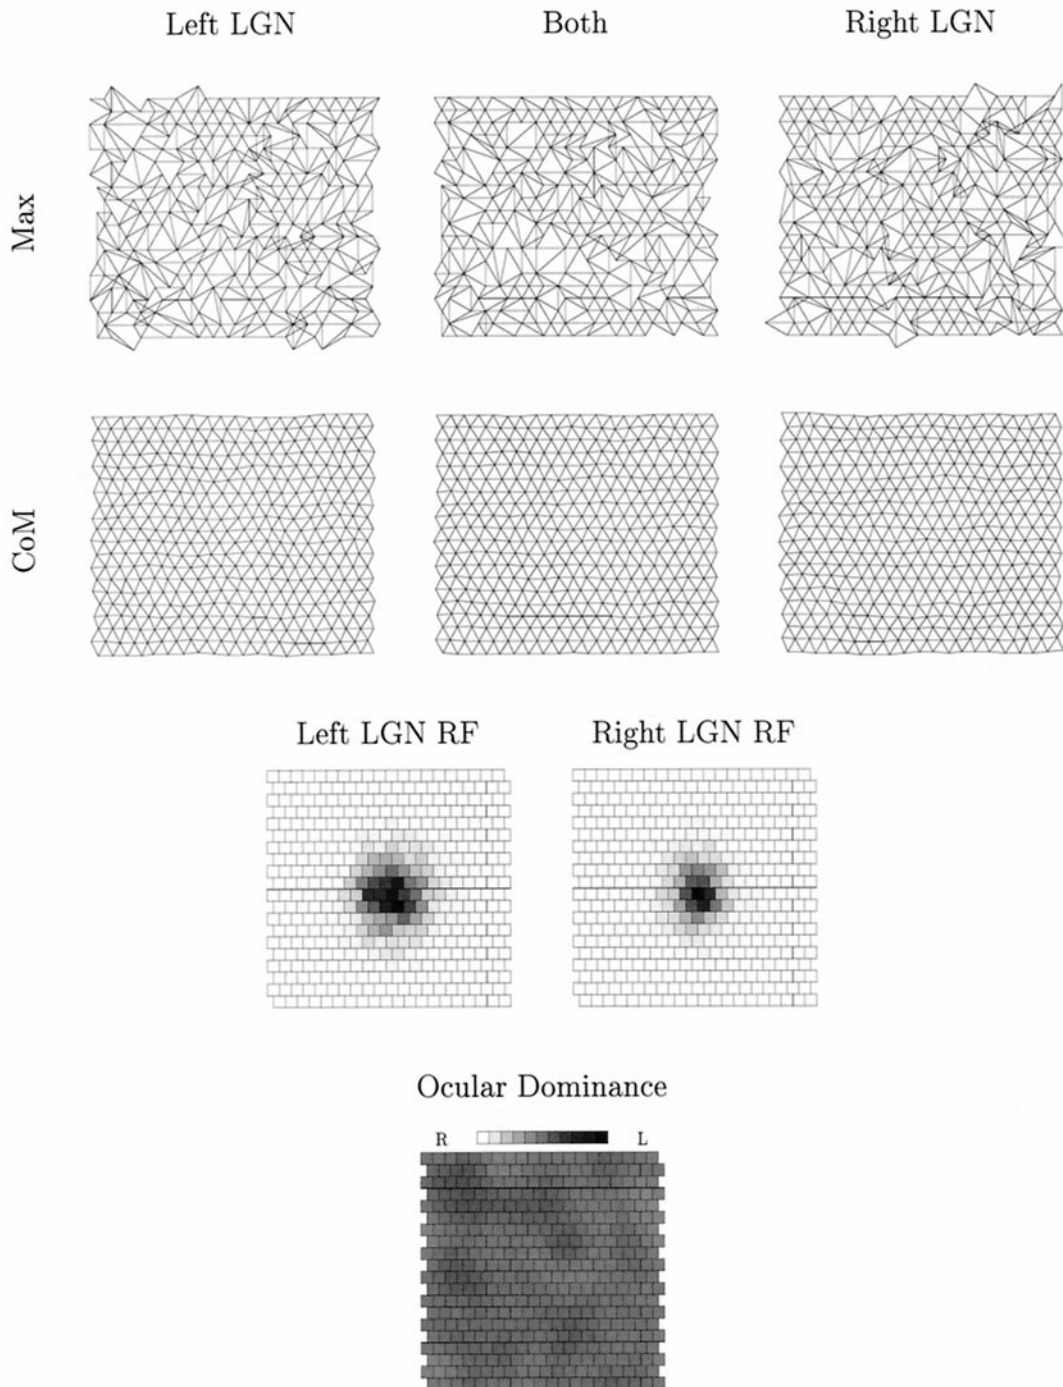 Left LGN
Both
Right LGN
Max
CoM
Left LGN RF
Right LGN RF
Ocular Dominance
R
L